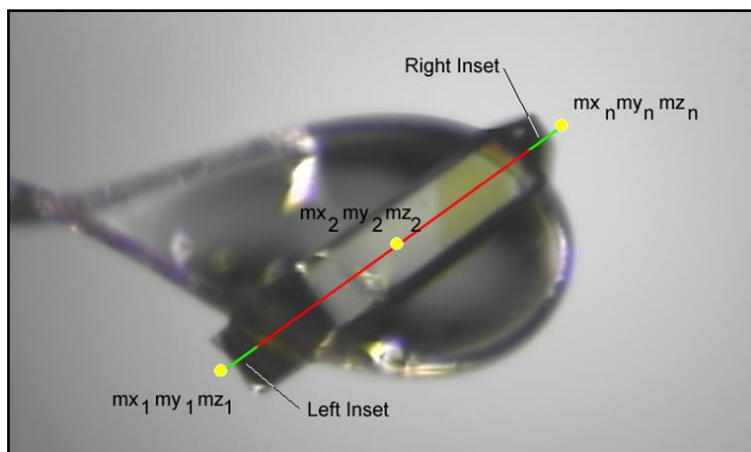 Right Inset
mx n my n mz n
mx 2 my 2 mz 2
mx 1 my 1 mz 1
Left Inset